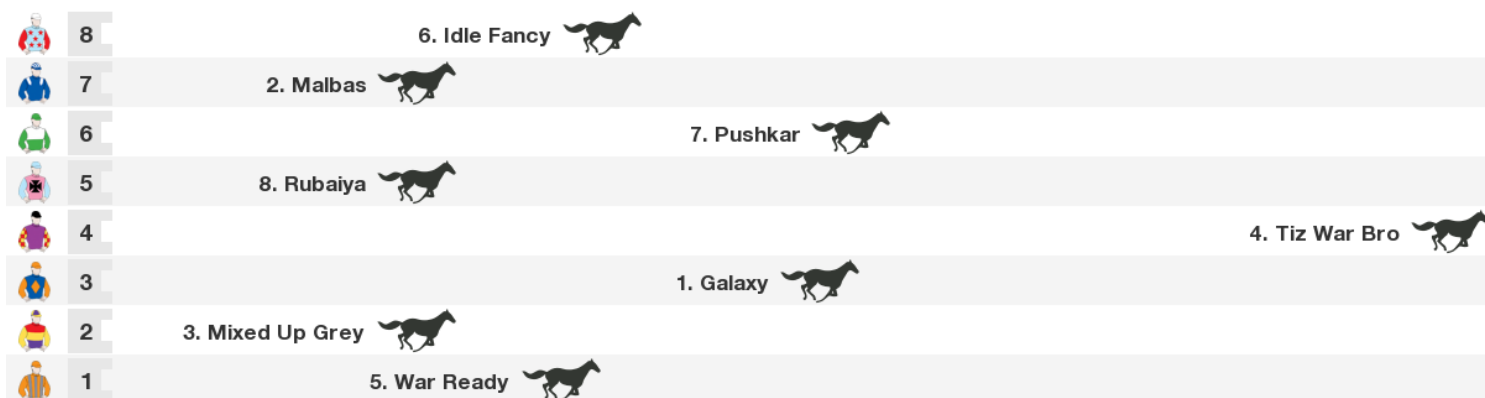 8 6. Idle Fancy
7 2. Malbas
6 7. Pushkar
5 8. Rubaiya
4 4. Tiz War Bro
3 1. Galaxy
2 3. Mixed Up Grey
1 5. War Ready